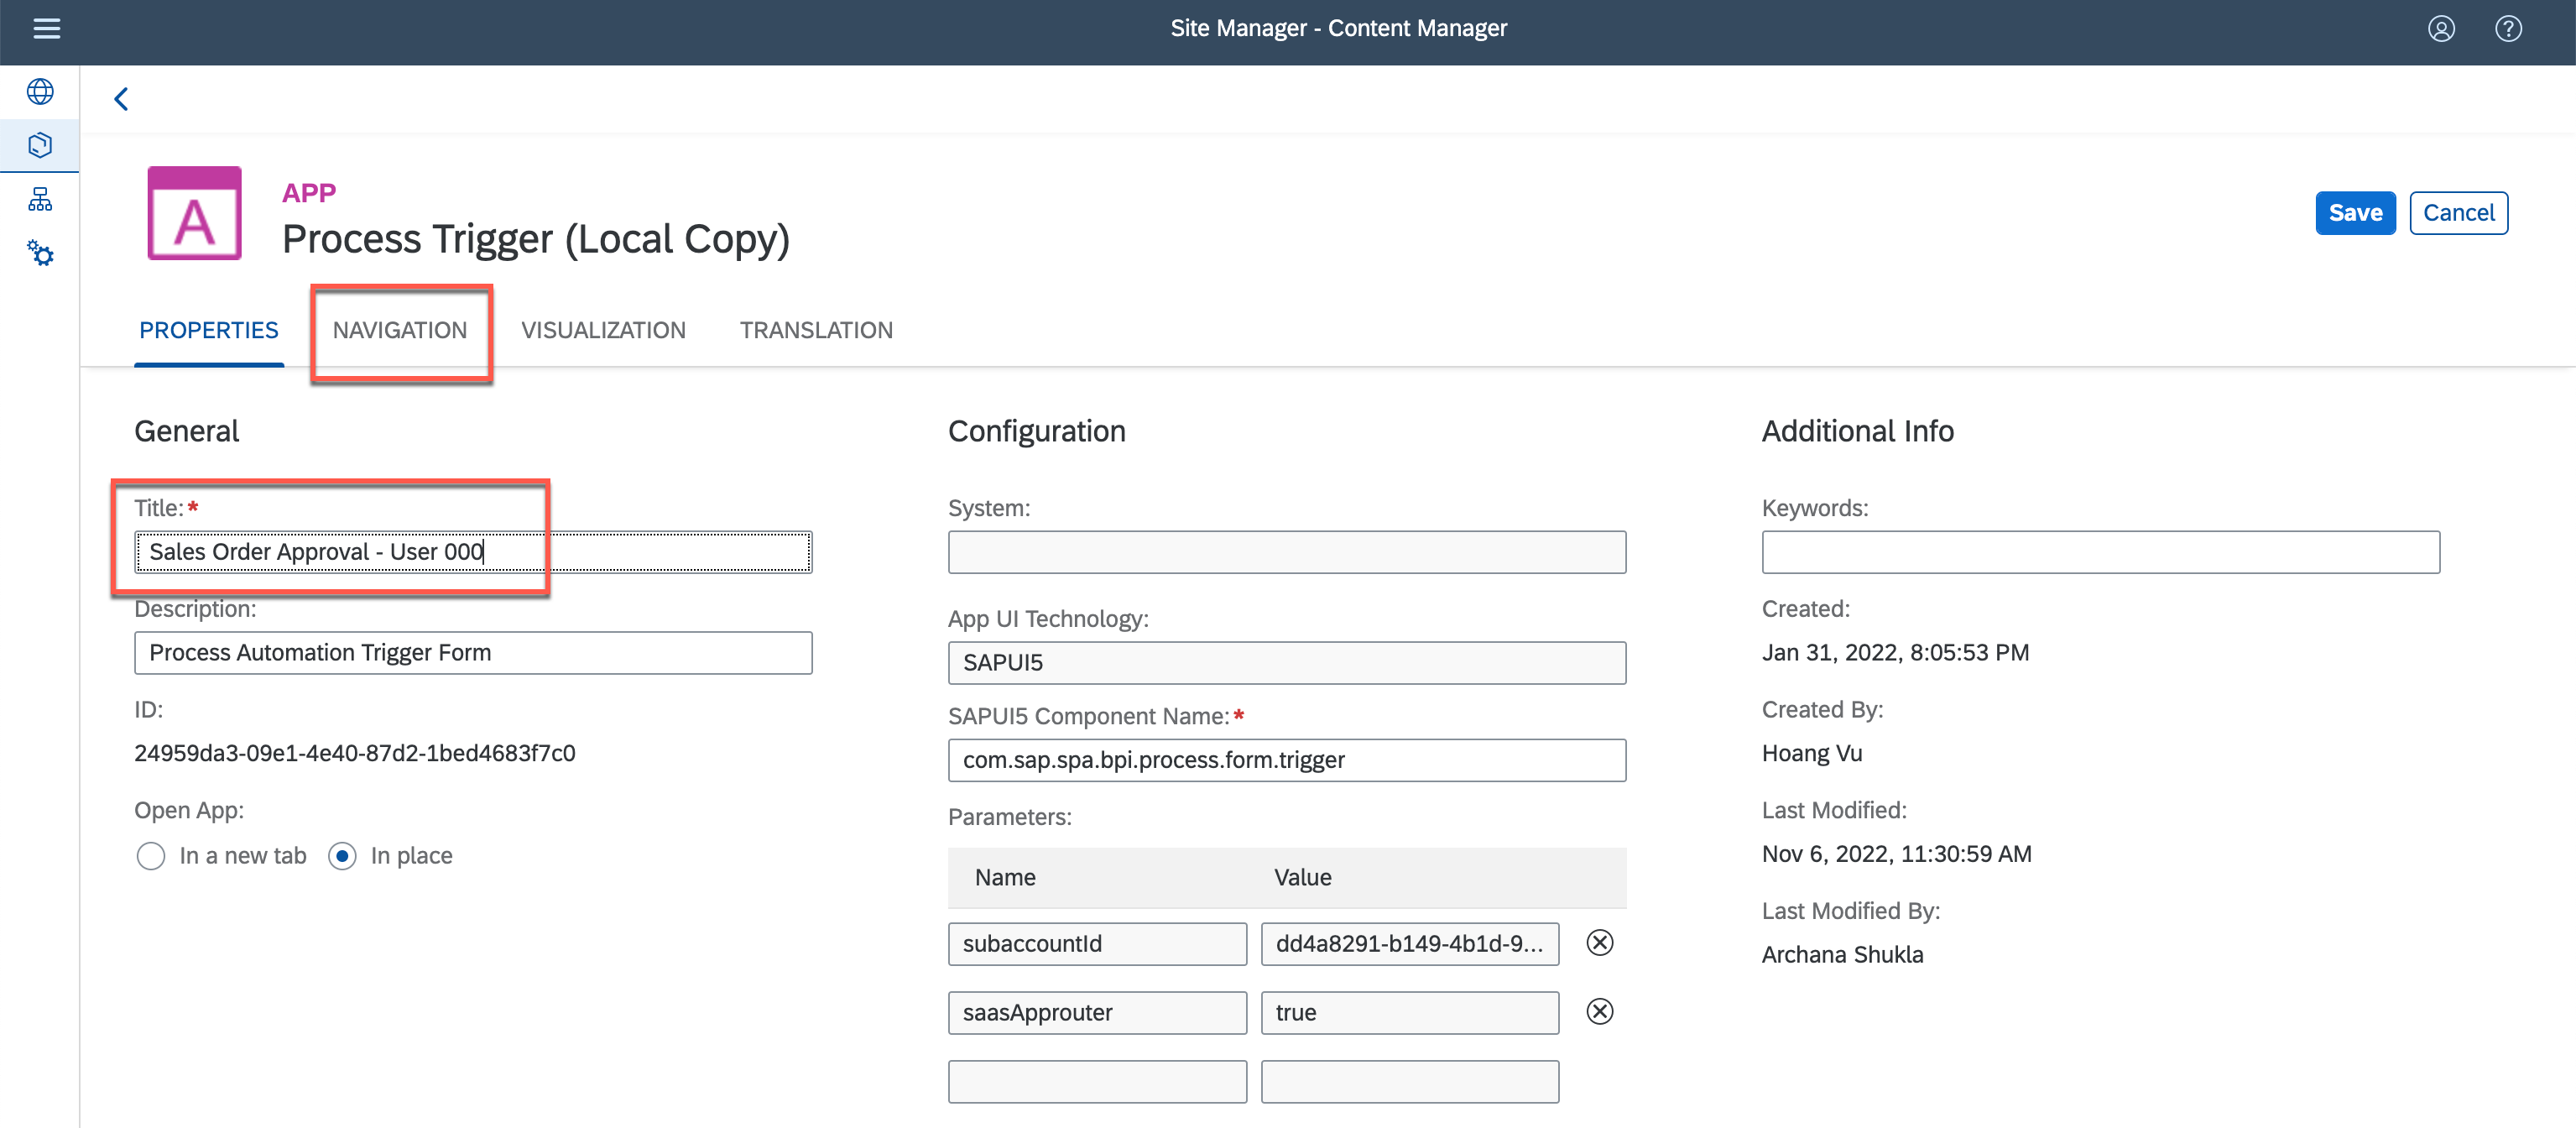 Site Manager - Content Manager
A
APP
Process Trigger (Local Copy)
Save
Cancel
PROPERTIES
NAVIGATION
VISUALIZATION
TRANSLATION
General
Title:*
Sales Order Approval - User 000
Description:
Process Automation Trigger Form
ID:
24959da3-09e1-4e40-87d2-1bed4683f7c0
Open App:
In a new tab
In place
Configuration
System:
App UI Technology:
SAPUI5
SAPUI5 Component Name:*
com.sap.spa.bpi.process.form.trigger
Parameters:
Name Value
subaccountId dd4a8291-b149-4b1d-9...
saasApprouter true
Additional Info
Keywords:
Created:
Jan 31, 2022, 8:05:53 PM
Created By:
Hoang Vu
Last Modified:
Nov 6, 2022, 11:30:59 AM
Last Modified By:
Archana Shukla